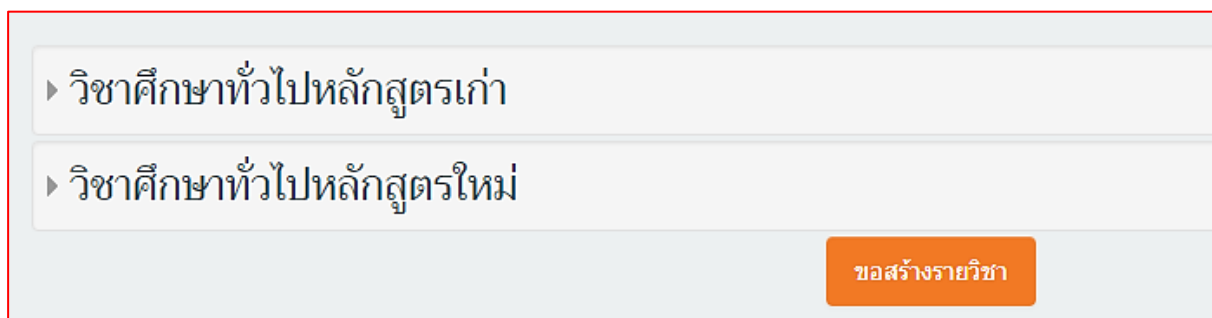 วิชาศึกษาทั่วไปหลักสูตรเก่า
วิชาศึกษาทั่วไปหลักสูตรใหม่
ขอสร้างรายวิชา